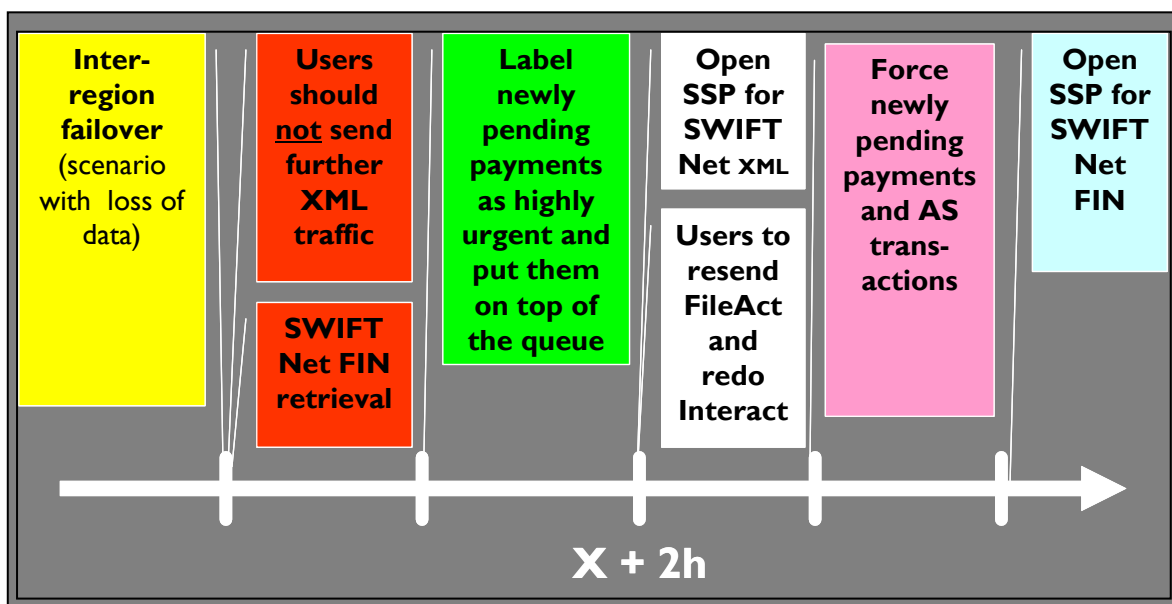 Inter-
region
failover
(scenario
with loss of
data)
Users
should
not send
further
XML
traffic
SWIFT
Net FIN
retrieval
Label
newly
pending
payments
as highly
urgent and
put them
on top of
the queue
Open
SSP for
SWIFT
Net XML
Users to
resend
FileAct
and
redo
Interact
Force
newly
pending
payments
and AS
trans-
actions
Open
SSP for
SWIFT
Net
FIN
X + 2h